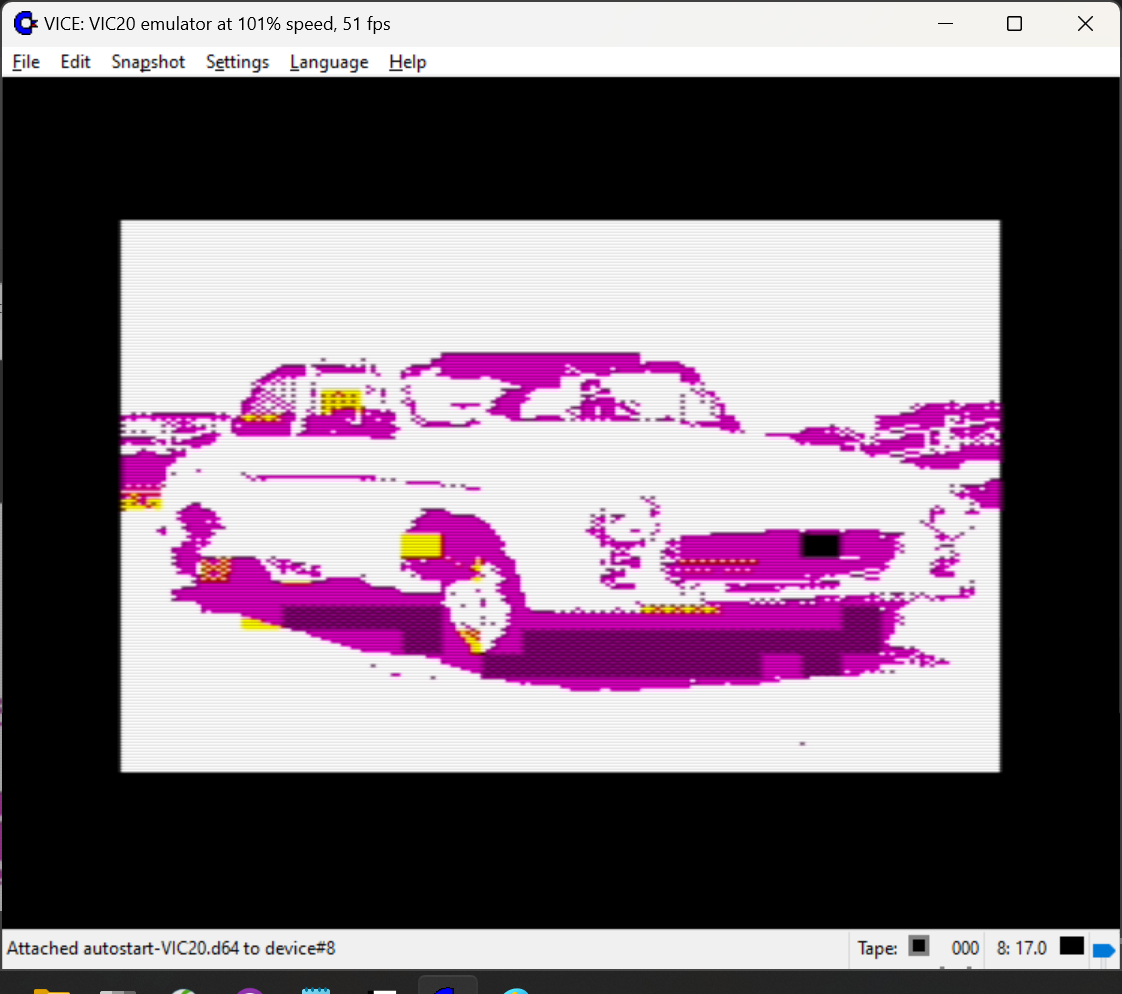 VICE: VIC20 emulator at 101% speed, 51 fps
File Edit Snapshot Settings Language Help
Attached autostart-VIC20.d64 to device#8 Tape: 000 8: 17.0